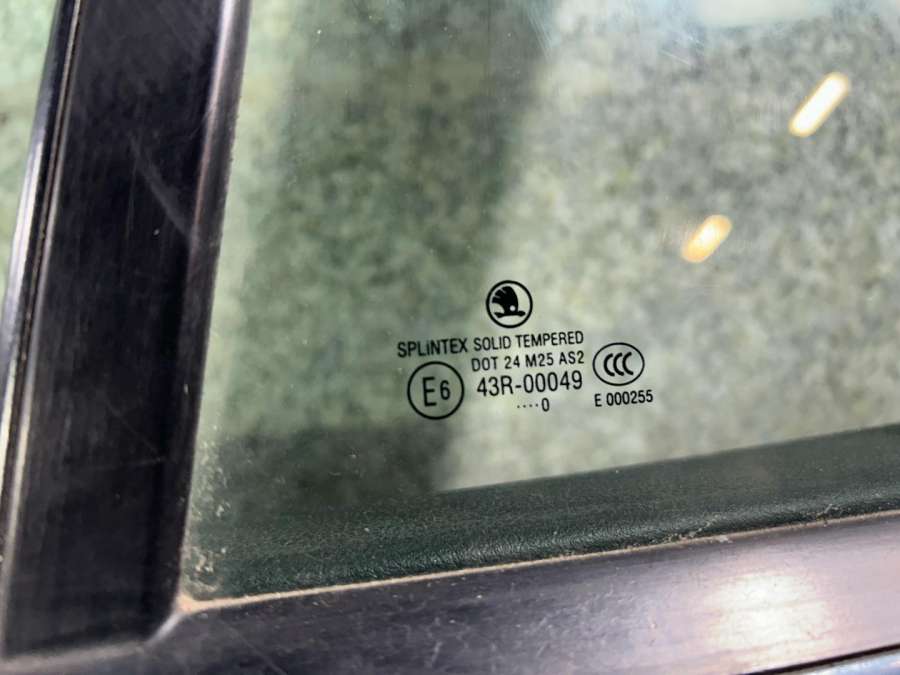 SPLiNTEX SOLID TEMPERED
DOT 24 M25 AS2
E6 43R-00049 CCC
....0 E 000255